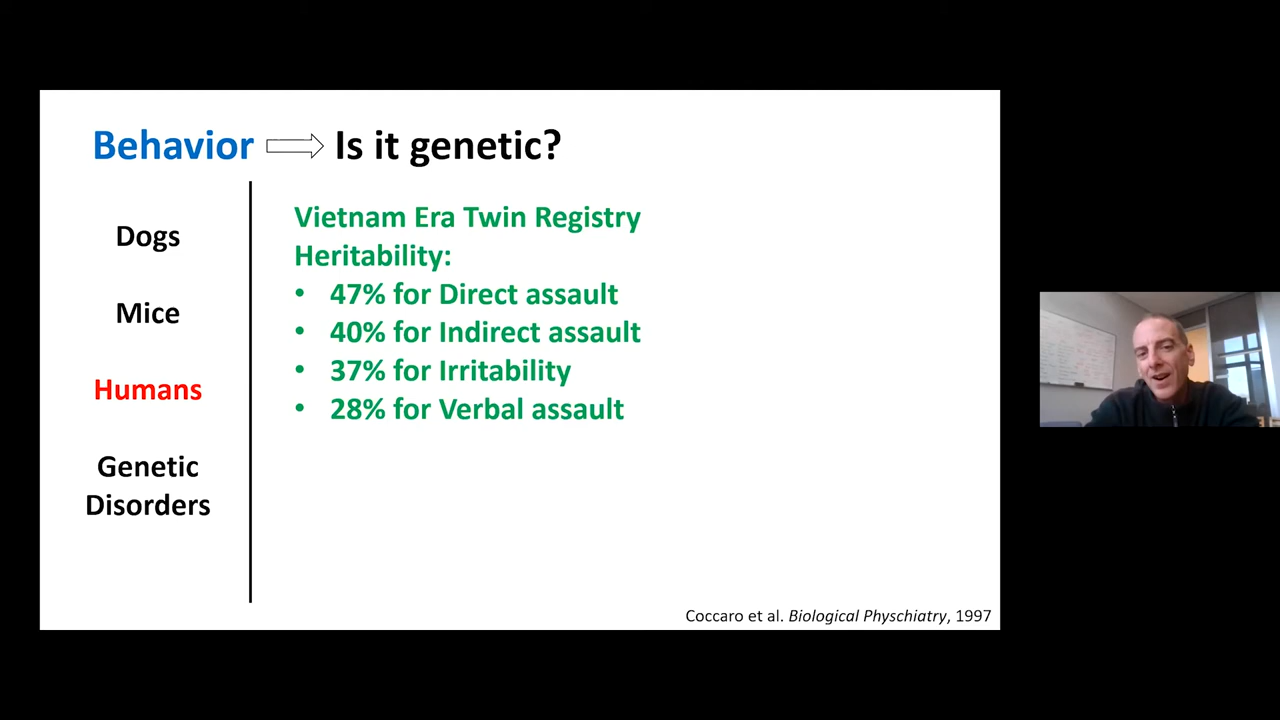 Behavior Is it genetic?
Dogs
Mice
Humans
Genetic
Disorders
Vietnam Era Twin Registry
Heritability:
• 47% for Direct assault
• 40% for Indirect assault
• 37% for Irritability
• 28% for Verbal assault
Coccaro et al. Biological Physchiatry, 1997